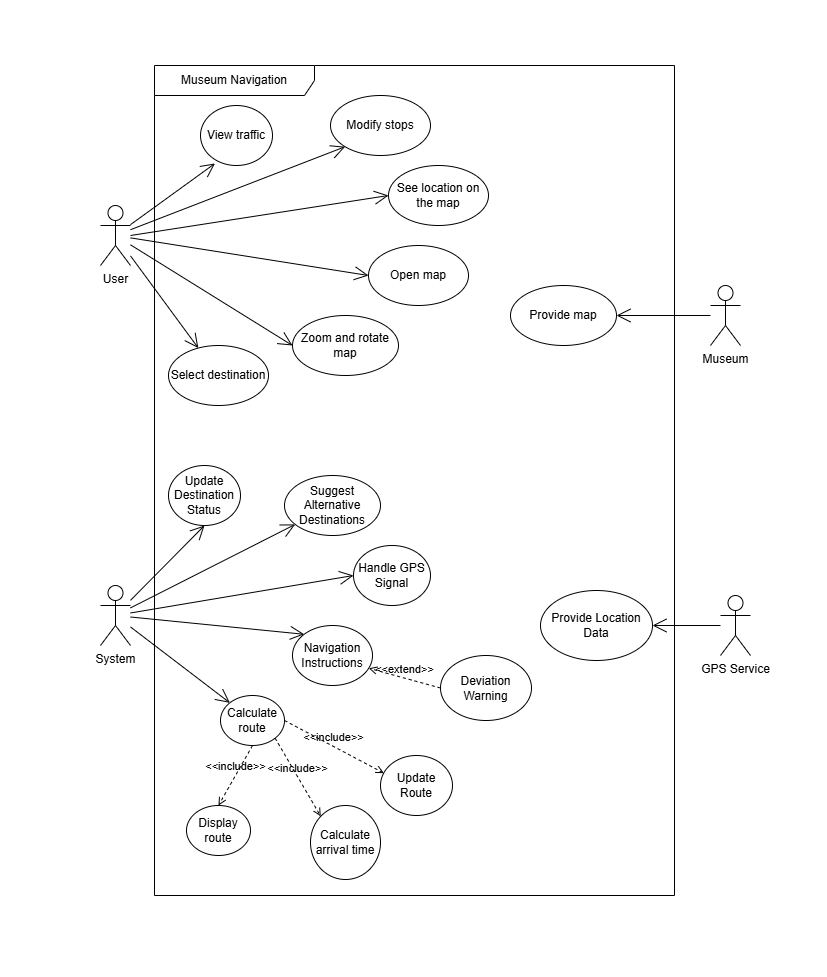 Museum Navigation
View traffic
Modify stops
See location on
the map
User
Open map
Provide map
Zoom and rotate
map
Museum
Select destination
Update
Destination
Status
Suggest
Alternative
Destinations
Handle GPS
Signal
Provide Location
Data
System
Navigation
Instructions
<<extend>>
GPS Service
Deviation
Warning
Calculate
route
<<include>>
<<include>>
<<include>>
Update
Route
Display
route
Calculate
arrival time